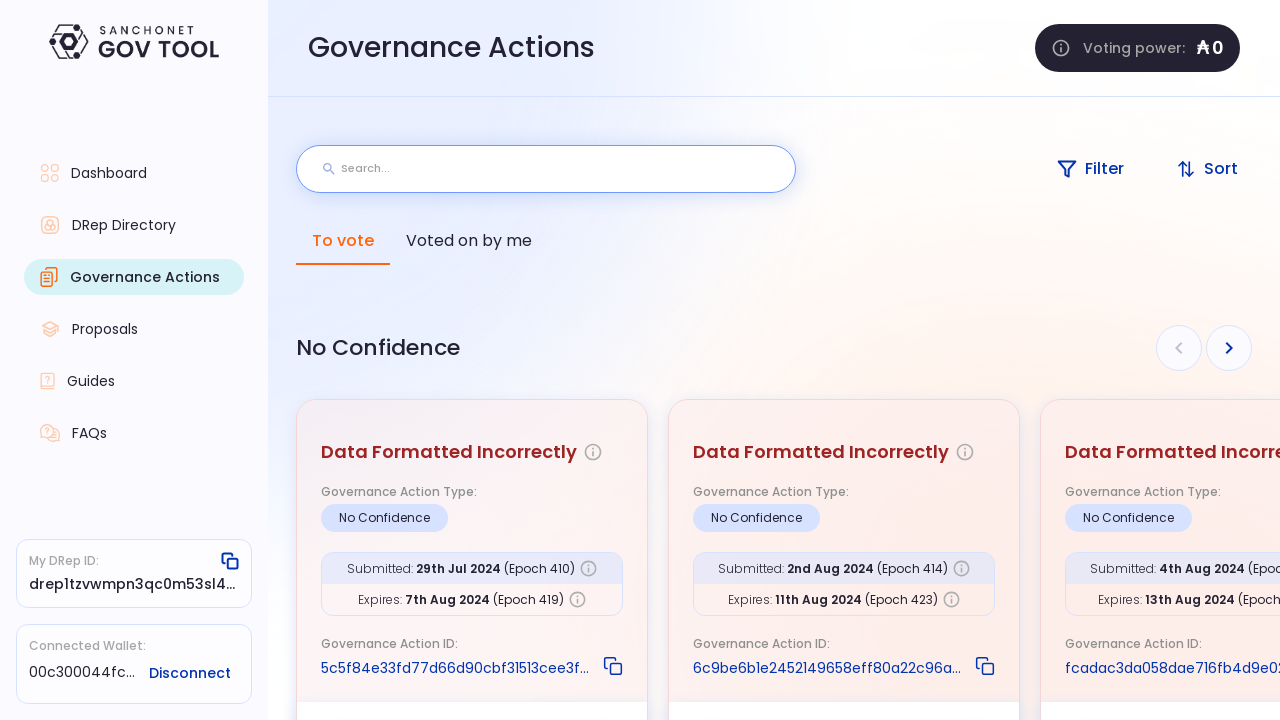 SANCHONET
GOV TOOL
Governance Actions
Voting power: ₳0
Dashboard
DRep Directory
Governance Actions
Proposals
Guides
FAQs
My DRep ID:
drep1tzvwmpn3qc0m53sl4...
Connected Wallet:
00c300044fc... Disconnect
Search...
Filter Sort
To vote Voted on by me
No Confidence
Data Formatted Incorrectly
Governance Action Type:
No Confidence
Submitted: 29th Jul 2024 (Epoch 410)
Expires: 7th Aug 2024 (Epoch 419)
Governance Action ID:
5c5f84e33fd77d66d90cbf31513cee3f...
Data Formatted Incorrectly
Governance Action Type:
No Confidence
Submitted: 2nd Aug 2024 (Epoch 414)
Expires: 11th Aug 2024 (Epoch 423)
Governance Action ID:
6c9be6b1e2452149658eff80a22c96a...
Data Formatted Incorre
Governance Action Type:
No Confidence
Submitted: 4th Aug 2024 (Epoc
Expires: 13th Aug 2024 (Epoch
Governance Action ID:
fcadac3da058dae716fb4d9e02